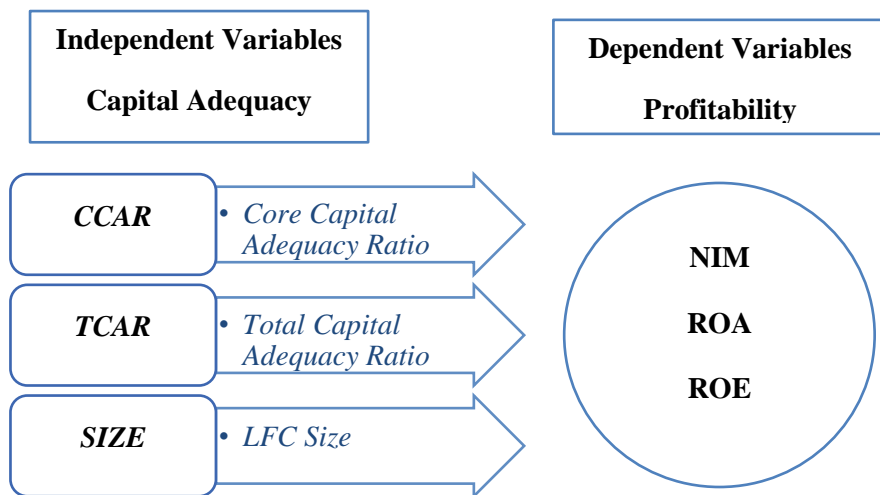 Independent Variables
Capital Adequacy
Dependent Variables
Profitability
CCAR
• Core Capital
Adequacy Ratio
TCAR
• Total Capital
Adequacy Ratio
SIZE
• LFC Size
NIM
ROA
ROE